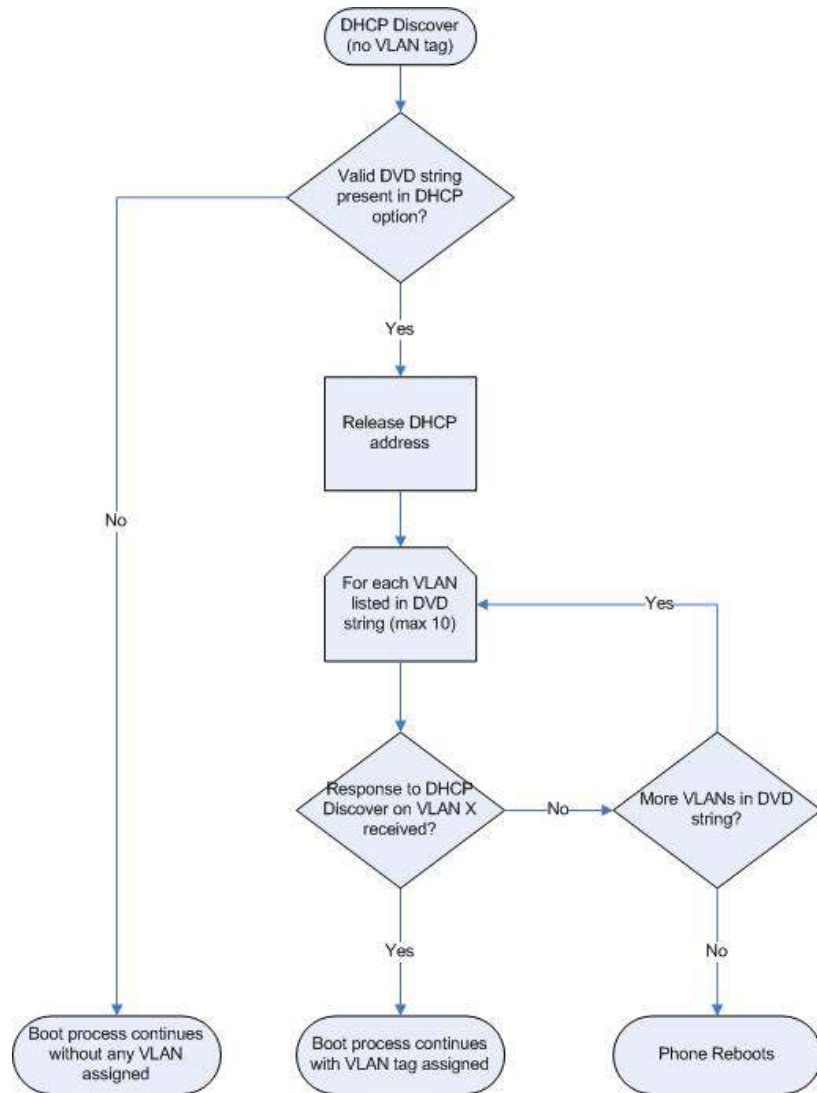 DHCP Discover
(no VLAN tag)
Valid DVD string
present in DHCP
option?
Yes
Release DHCP
address
No
For each VLAN
listed in DVD
string (max 10)
Yes
Response to DHCP
Discover on VLAN X
received?
No
More VLANs in DVD
string?
Yes
No
Boot process continues
without any VLAN
assigned
Boot process continues
with VLAN tag assigned
Phone Reboots